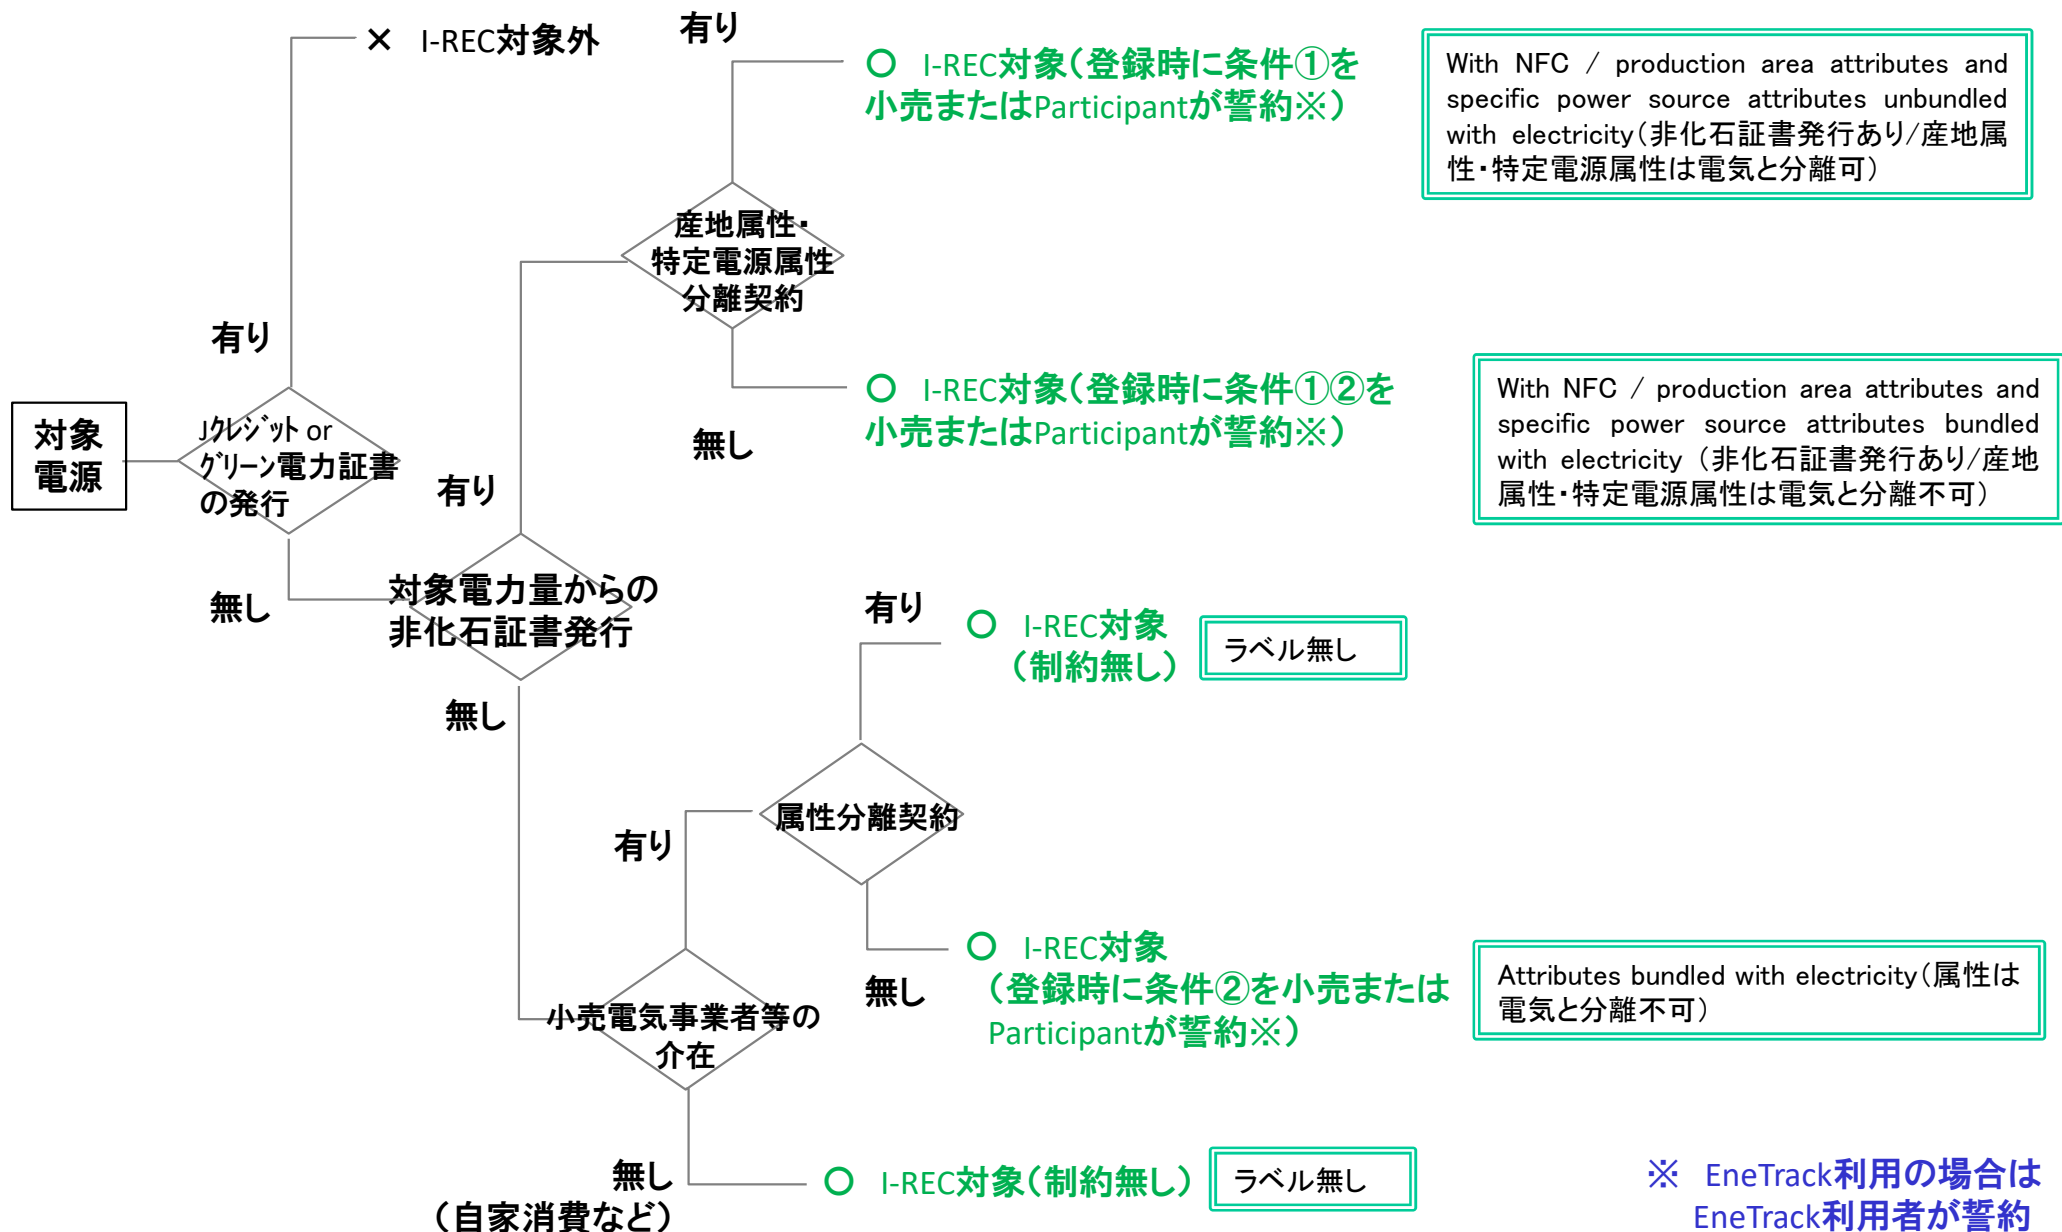 × I-REC対象外
有り
○ I-REC対象（登録時に条件①を
小売またはParticipantが誓約※）
With NFC / production area attributes and
specific power source attributes unbundled
with electricity（非化石証書発行あり/産地属
性・特定電源属性は電気と分離可）
産地属性・
特定電源属性
分離契約
有り
○ I-REC対象（登録時に条件①②を
小売またはParticipantが誓約※）
無し
With NFC / production area attributes and
specific power source attributes bundled
with electricity （非化石証書発行あり/産地
属性・特定電源属性は電気と分離不可）
対象
電源
Jｸﾚｼﾞｯﾄ or
ｸﾞﾘｰﾝ電力証書
の発行
有り
無し
対象電力量からの
非化石証書発行
有り
○ I-REC対象
（制約無し）
ラベル無し
無し
属性分離契約
有り
○ I-REC対象
（登録時に条件②を小売または
Participantが誓約※）
無し
Attributes bundled with electricity（属性は
電気と分離不可）
小売電気事業者等の
介在
無し
（自家消費など）
○ I-REC対象（制約無し）
ラベル無し
※ EneTrack利用の場合は
EneTrack利用者が誓約